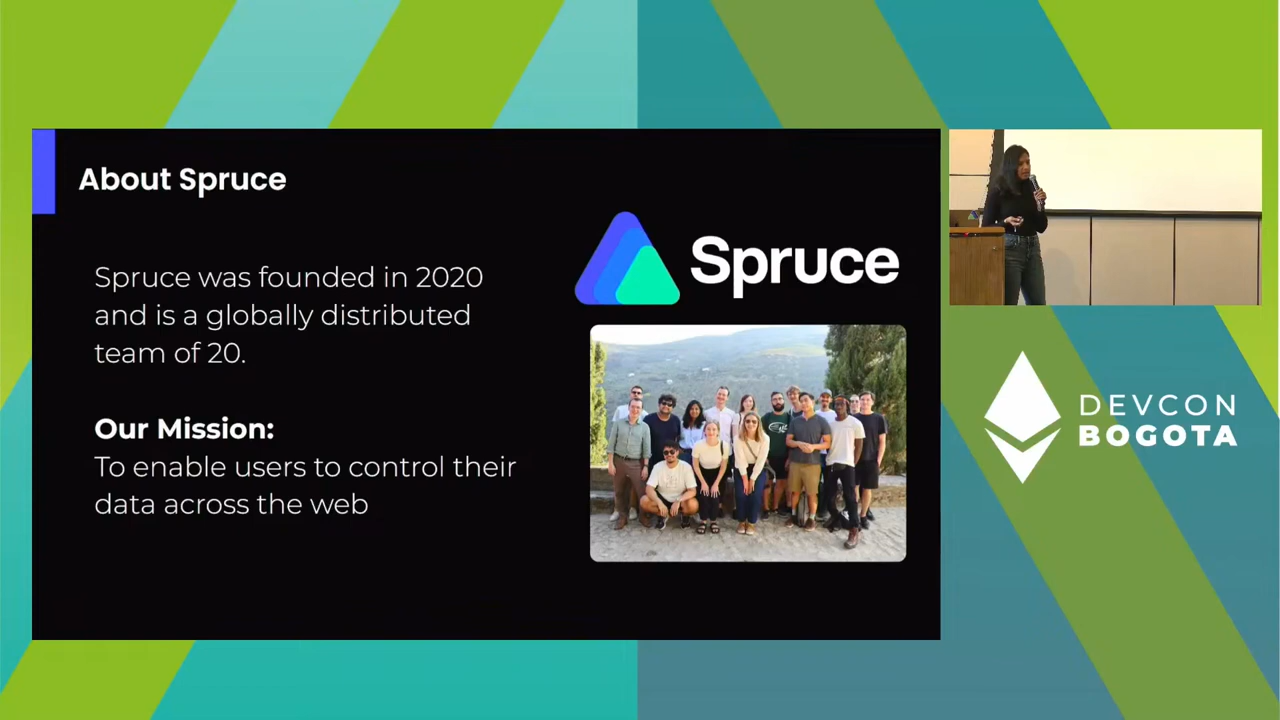 About Spruce
Spruce was founded in 2020
and is a globally distributed
team of 20.
Our Mission:
To enable users to control their
data across the web
Spruce
DEVCON
BOGOTA